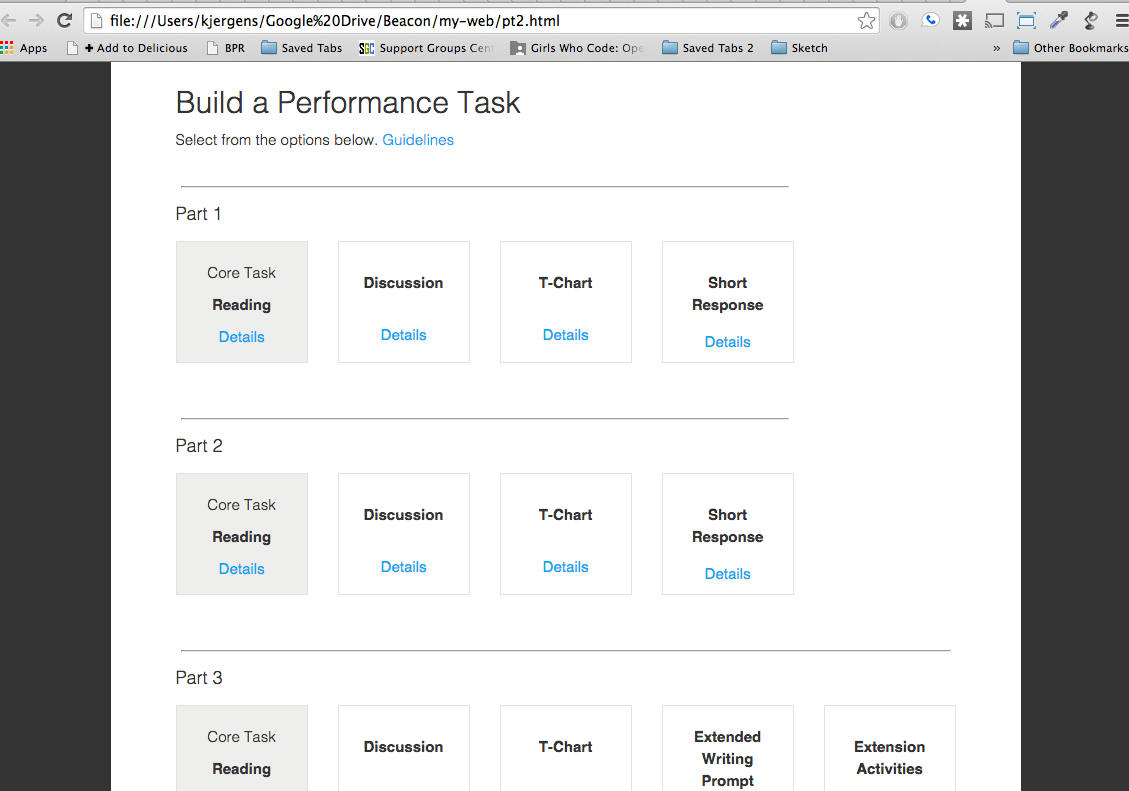 file:///Users/kjergens/Google%20Drive/Beacon/my-web/pt2.html
Apps + Add to Delicious BPR Saved Tabs SGC Support Groups Cent Girls Who Code: Ope Saved Tabs 2 Sketch » Other Bookmarks
Build a Performance Task
Select from the options below. Guidelines
Part 1
Core Task
Reading
Details
Discussion
Details
T-Chart
Details
Short
Response
Details
Part 2
Core Task
Reading
Details
Discussion
Details
T-Chart
Details
Short
Response
Details
Part 3
Core Task
Reading
Discussion
T-Chart
Extended
Writing
Prompt
Extension
Activities